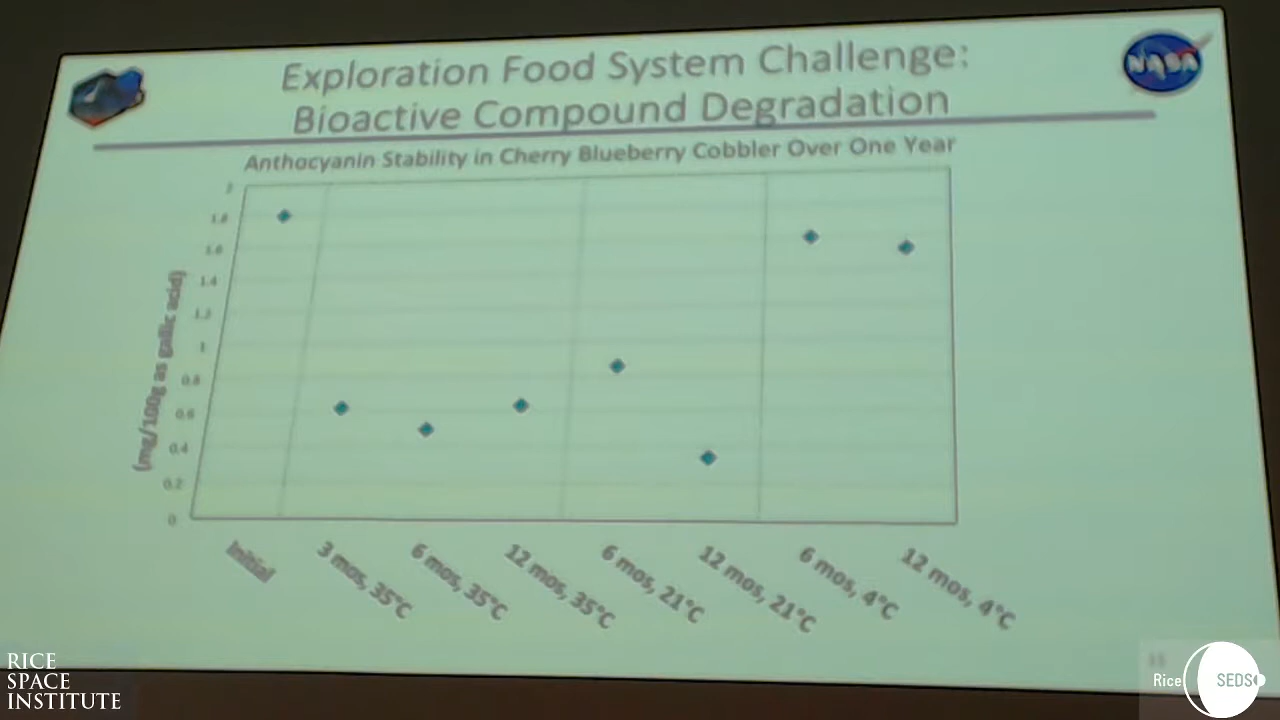 Exploration Food System Challenge:
Bioactive Compound Degradation
NASA
Anthocyanin Stability in Cherry Blueberry Cobbler Over One Year
(mg/100g as gallic acid)
2
1.8
1.6
1.4
1.2
1
0.8
0.6
0.4
0.2
0
Initial
3 mos, 35°C
6 mos, 35°C
12 mos, 35°C
6 mos, 21°C
12 mos, 21°C
6 mos, 4°C
12 mos, 4°C
RICE
SPACE
INSTITUTE
Rice SEDS